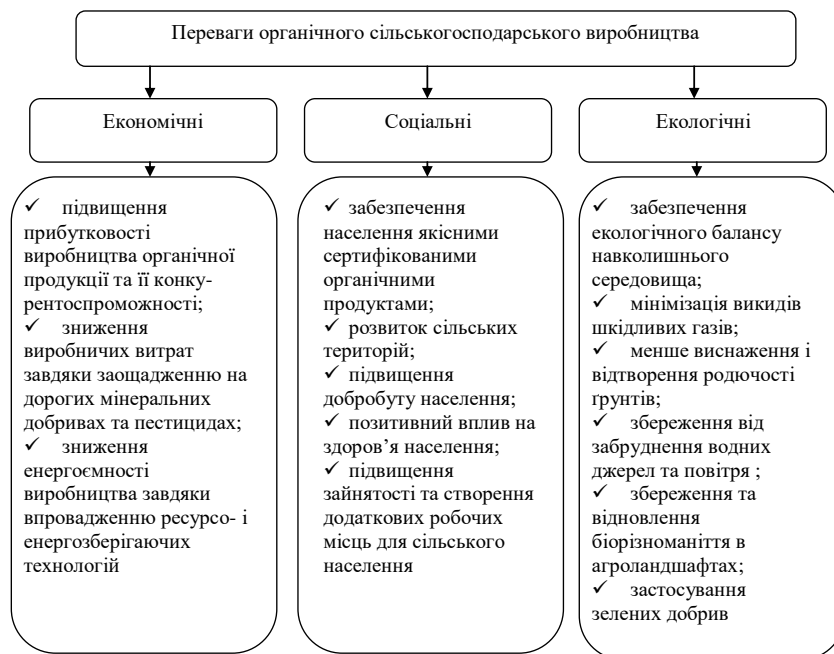 Переваги органічного сільськогосподарського виробництва
Економічні
Соціальні
Екологічні
✓ підвищення
прибутковості
виробництва органічної
продукції та її конку-
рентоспроможності;
✓ зниження
виробничих витрат
завдяки заощадженню на
дорогих мінеральних
добривах та пестицидах;
✓ зниження
енергоємності
виробництва завдяки
впровадженню ресурсо- і
енергозберігаючих
технологій
✓ забезпечення
населення якісними
сертифікованими
органічними
продуктами;
✓ розвиток сільських
територій;
✓ підвищення
добробуту населення;
✓ позитивний вплив на
здоров’я населення;
✓ підвищення
зайнятості та створення
додаткових робочих
місць для сільського
населення
✓ забезпечення
екологічного балансу
навколишнього
середовища;
✓ мінімізація викидів
шкідливих газів;
✓ менше виснаження і
відтворення родючості
ґрунтів;
✓ збереження від
забруднення водних
джерел та повітря ;
✓ збереження та
відновлення
біорізноманіття в
агроландшафтах;
✓ застосування
зелених добрив